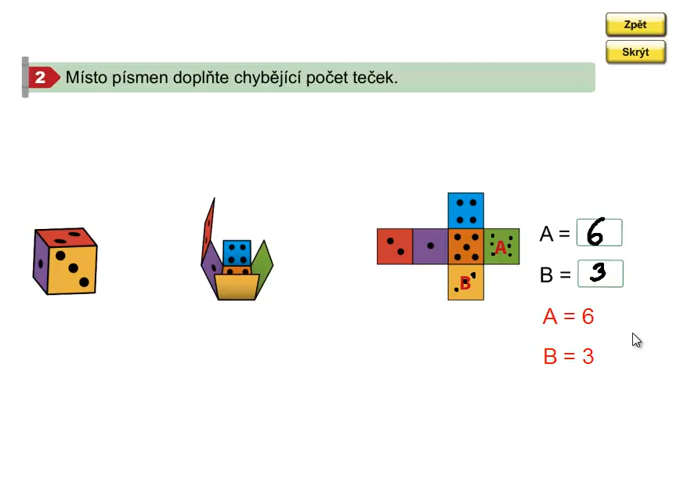 Zpět
Skrýt
2 Místo písmen doplňte chybějící počet teček.
A
B
A = 6
B = 3
A = 6
B = 3